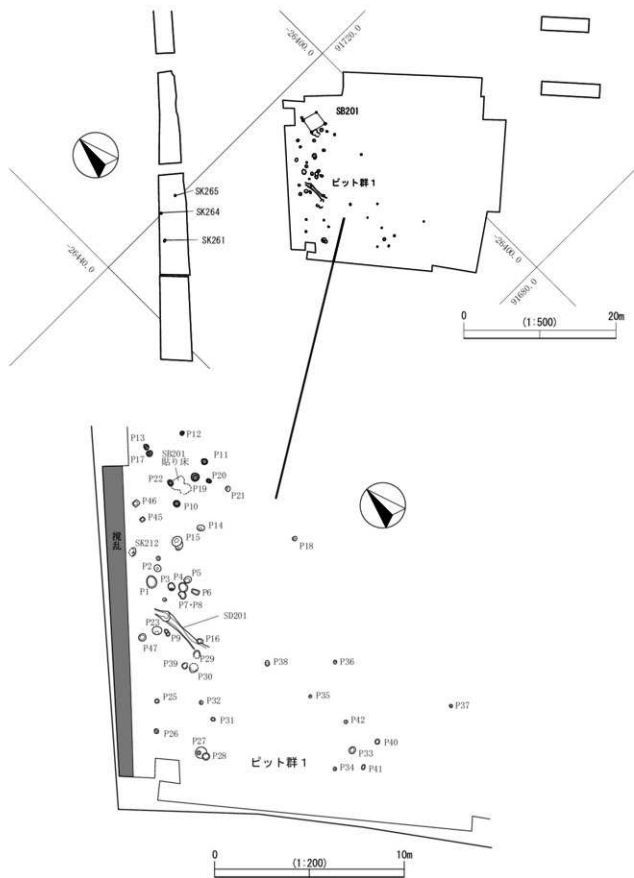 -26400.0
91720.0
SB201
ピット群1
SK265
SK264
SK261
-26440.0
-26400.0
91680.0
0
(1:500)
20m
P12
P13
P17
SB201
貼り床
P11
P20
P22
P19
P21
P46
P10
P45
P14
P15
SK212
P18
撹乱
P2
P5
P4
P3
P1
P6
P7・P8
SD201
P23
P9
P16
P47
P29
P39
P30
P38
P36
P25
P32
P35
P37
P31
P42
P26
P27
P40
P28
P33
ピット群1
P34
P41
0
(1:200)
10m